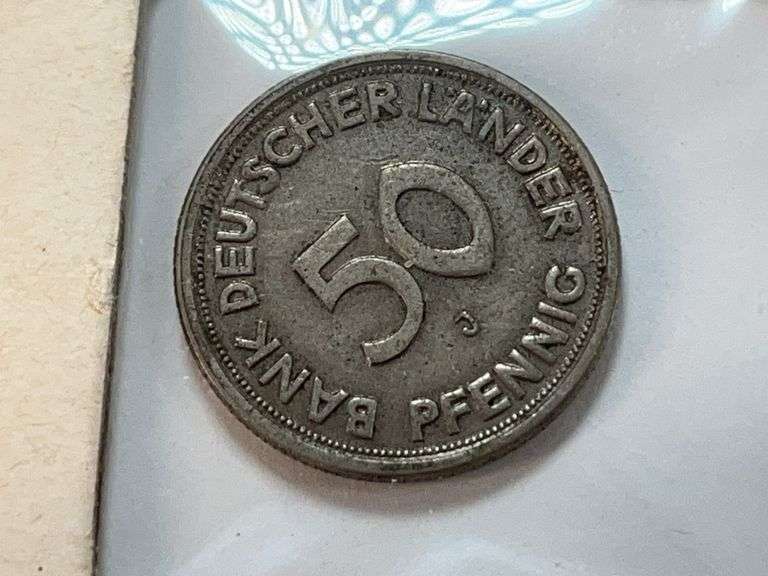 BANK DEUTSCHER LÄNDER
50
J
PFENNIG